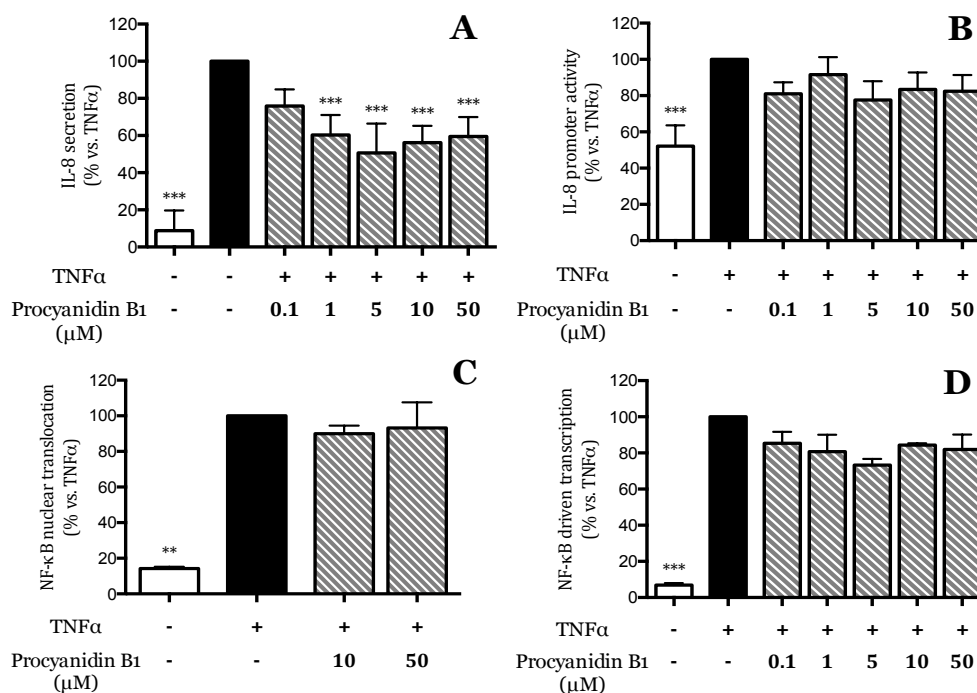 A
IL-8 secretion
(% vs. TNFα)
120
100
80
60
40
20
0
***
***
***
***
***
TNFα - - + + + + +
Procyanidin B1 - - 0.1 1 5 10 50
(μM)
B
IL-8 promoter activity
(% vs. TNFα)
120
100
80
60
40
20
0
***
TNFα - + + + + + +
Procyanidin B1 - - 0.1 1 5 10 50
(μM)
C
NF-κB nuclear translocation
(% vs. TNFα)
120
100
80
60
40
20
0
**
TNFα - + + +
Procyanidin B1 - - 10 50
(μM)
D
NF-κB driven transcription
(% vs. TNFα)
120
100
80
60
40
20
0
***
TNFα - + + + + + +
Procyanidin B1 - - 0.1 1 5 10 50
(μM)